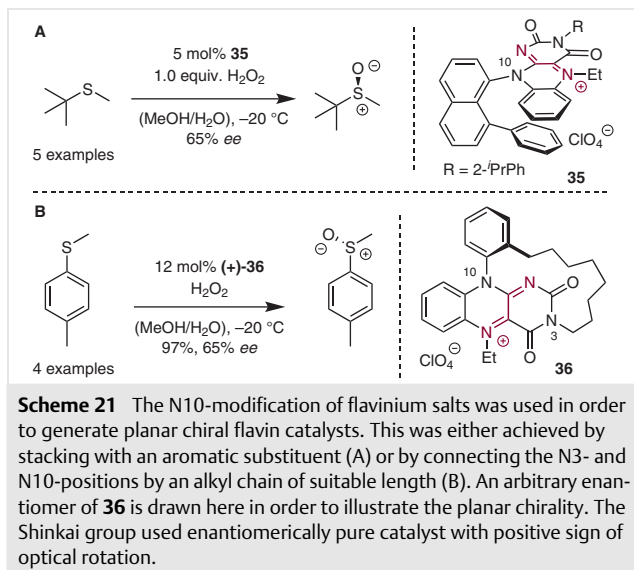 A
5 mol% 35
1.0 equiv. H₂O₂
(MeOH/H₂O), –20 °C
65% ee
5 examples
S
O ⊖
S
⊕
O
R
N
N
O
10
N
N
Et
⊕
ClO₄ ⊖
R = 2-ⁱPrPh
35
B
12 mol% (+)-36
H₂O₂
(MeOH/H₂O), –20 °C
97%, 65% ee
4 examples
S
O
⊖
S
⊕
10
N
N
O
N
3
N
⊕
O
Et
ClO₄ ⊖
36
Scheme 21 The N10-modification of flavinium salts was used in order
to generate planar chiral flavin catalysts. This was either achieved by
stacking with an aromatic substituent (A) or by connecting the N3- and
N10-positions by an alkyl chain of suitable length (B). An arbitrary enan-
tiomer of 36 is drawn here in order to illustrate the planar chirality. The
Shinkai group used enantiomerically pure catalyst with positive sign of
optical rotation.